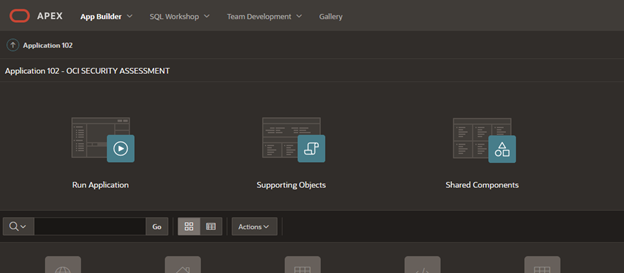 APEX App Builder SQL Workshop Team Development Gallery
Application 102
Application 102 - OCI SECURITY ASSESSMENT
Run Application Supporting Objects Shared Components
Go Actions